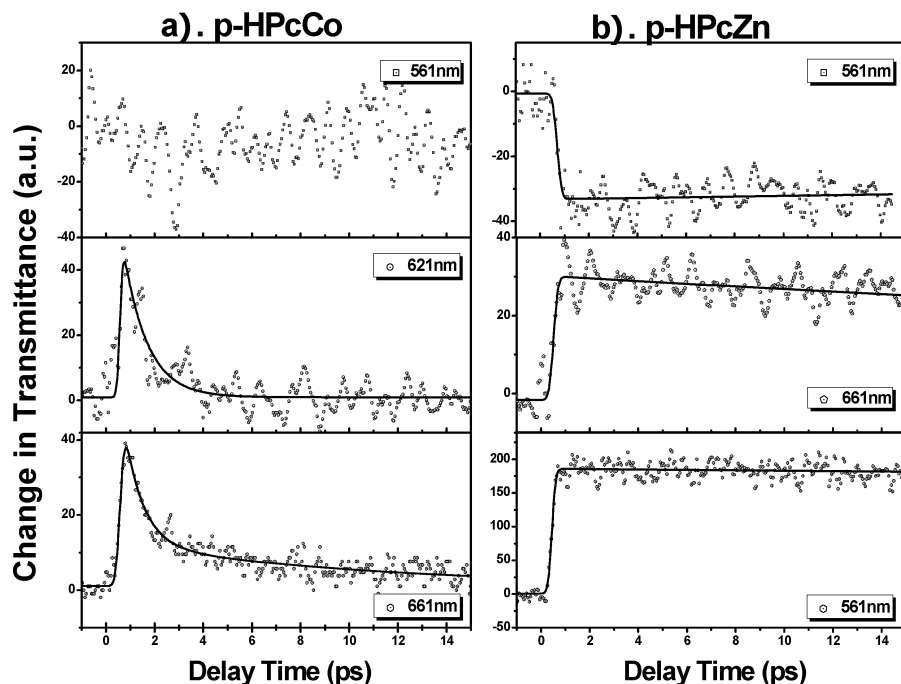 a). p-HPcCo
b). p-HPcZn
Change in Transmittance (a.u.)
20
0
-20
40
561nm
40
20
0
621nm
40
20
0
661nm
0 2 4 6 8 10 12 14
Delay Time (ps)
0
-20
-40
561nm
40
20
0
661nm
200
150
100
50
0
-50
561nm
0 2 4 6 8 10 12 14
Delay Time (ps)